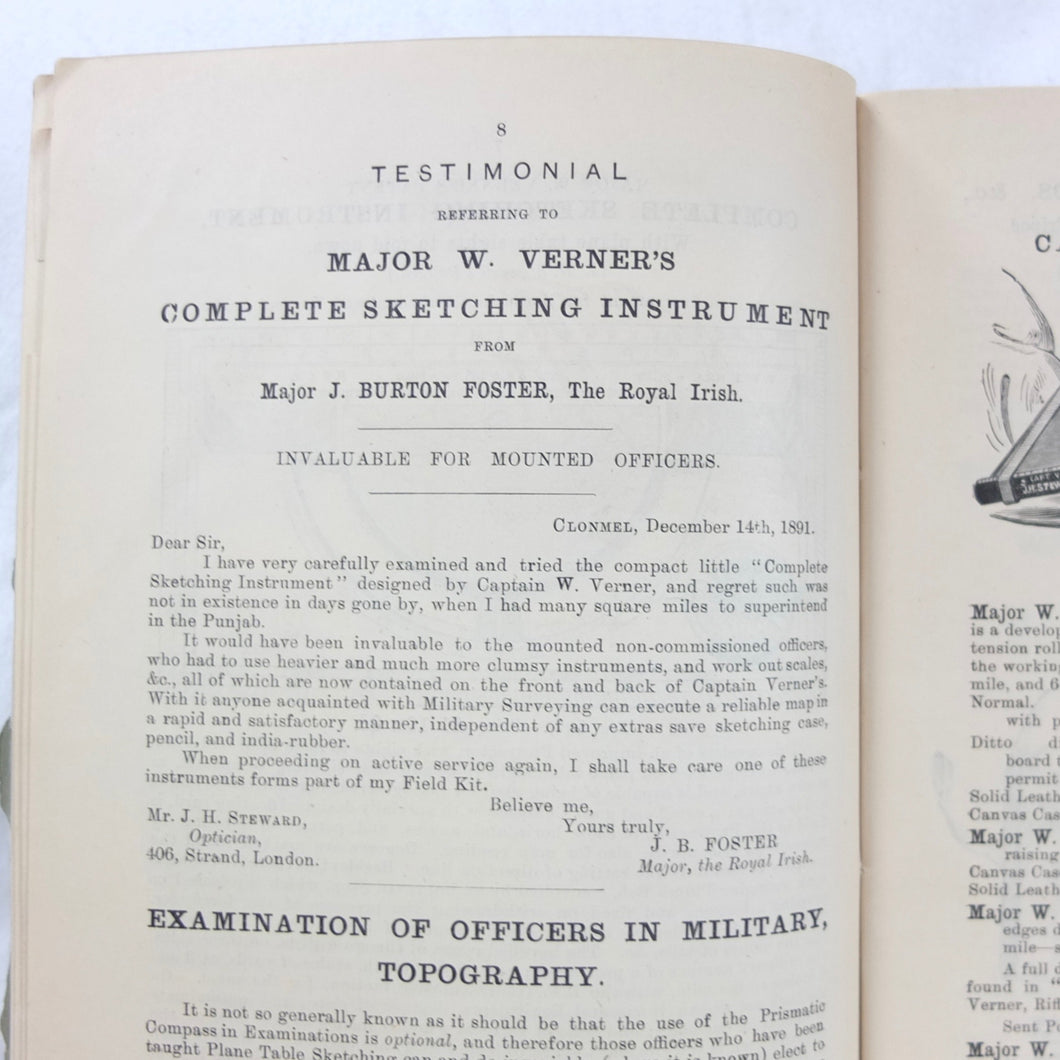 8
TESTIMONIAL
REFERRING TO
MAJOR W. VERNER'S
COMPLETE SKETCHING INSTRUMENT
FROM
Major J. BURTON FOSTER, The Royal Irish.
INVALUABLE FOR MOUNTED OFFICERS.
CLONMEL, December 14th, 1891.
Dear Sir,
I have very carefully examined and tried the compact little "Complete
Sketching Instrument" designed by Captain W. Verner, and regret such was
not in existence in days gone by, when I had many square miles to superintend
in the Punjab.
It would have been invaluable to the mounted non-commissioned officers,
who had to use heavier and much more clumsy instruments, and work out scales,
&c., all of which are now contained on the front and back of Captain Verner's.
With it anyone acquainted with Military Surveying can execute a reliable map in
a rapid and satisfactory manner, independent of any extras save sketching case,
pencil, and india-rubber.
When proceeding on active service again, I shall take care one of these
instruments forms part of my Field Kit.
Believe me,
Yours truly,
J. B. FOSTER
Major, the Royal Irish.
Mr. J. H. STEWARD,
Optician,
406, Strand, London.
EXAMINATION OF OFFICERS IN MILITARY,
TOPOGRAPHY.
It is not so generally known as it should be that the use of the Prismatic
Compass in Examinations is optional, and therefore those officers who have been
taught Plane Table Sketching can and do (known) elect to
Major W.
is a develop
tension roll
the working
mile, and 6
Normal.
with p
Ditto d
board t
permit
Solid Leath
Canvas Cas
Major W.
raising
Canvas Cas
Solid Leath
Major W.
edges d
mile—s
A full d
found in "
Verner, Rif
Sent Po
Major W.